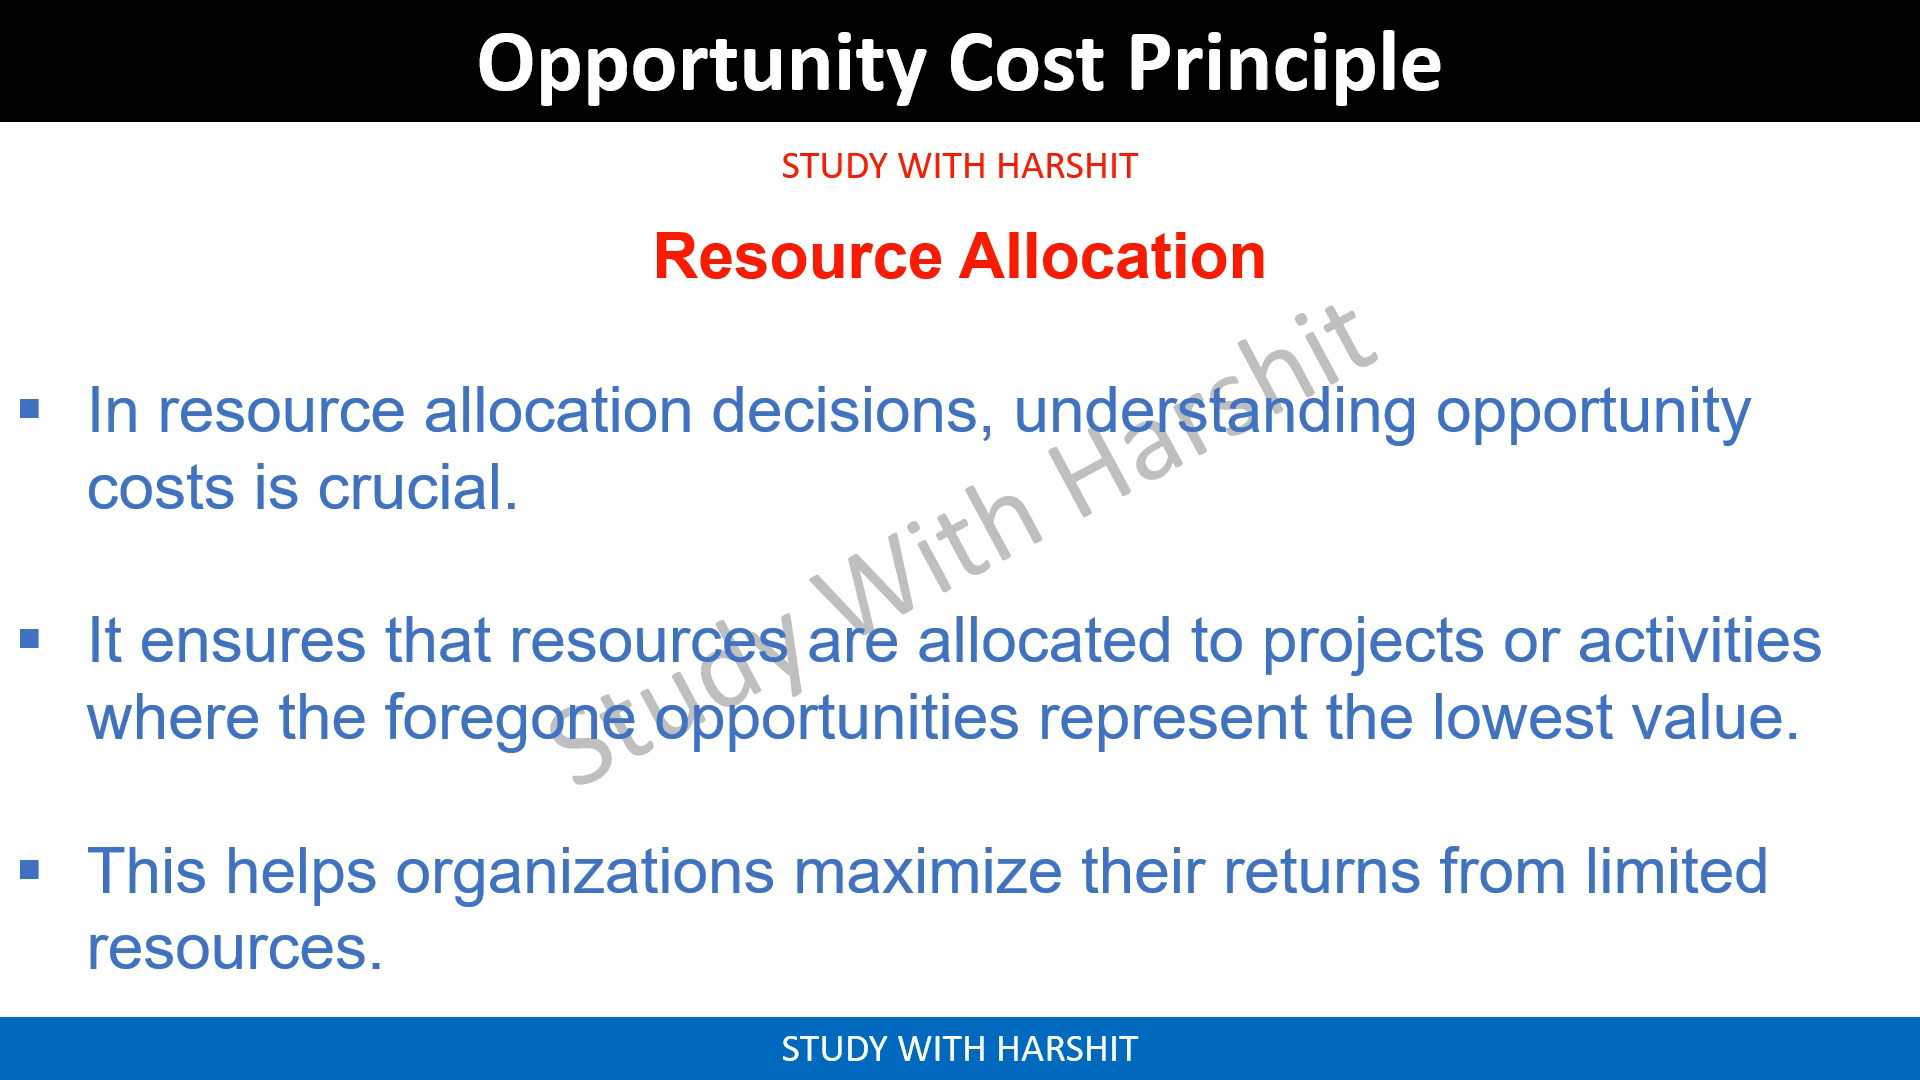 Opportunity Cost Principle
STUDY WITH HARSHIT
Resource Allocation
▪ In resource allocation decisions, understanding opportunity
costs is crucial.
▪ It ensures that resources are allocated to projects or activities
where the foregone opportunities represent the lowest value.
▪ This helps organizations maximize their returns from limited
resources.
Study With Harshit
STUDY WITH HARSHIT